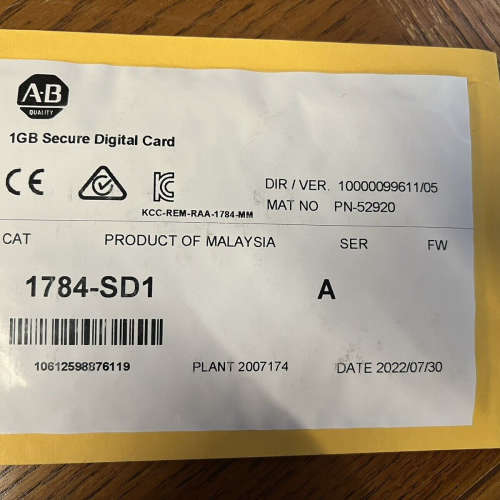 A-B
QUALITY
1GB Secure Digital Card
CE
KCC-REM-RAA-1784-MM
DIR / VER. 10000099611/05
MAT NO PN-52920
CAT PRODUCT OF MALAYSIA SER FW
1784-SD1 A
10612598876119 PLANT 2007174 DATE 2022/07/30